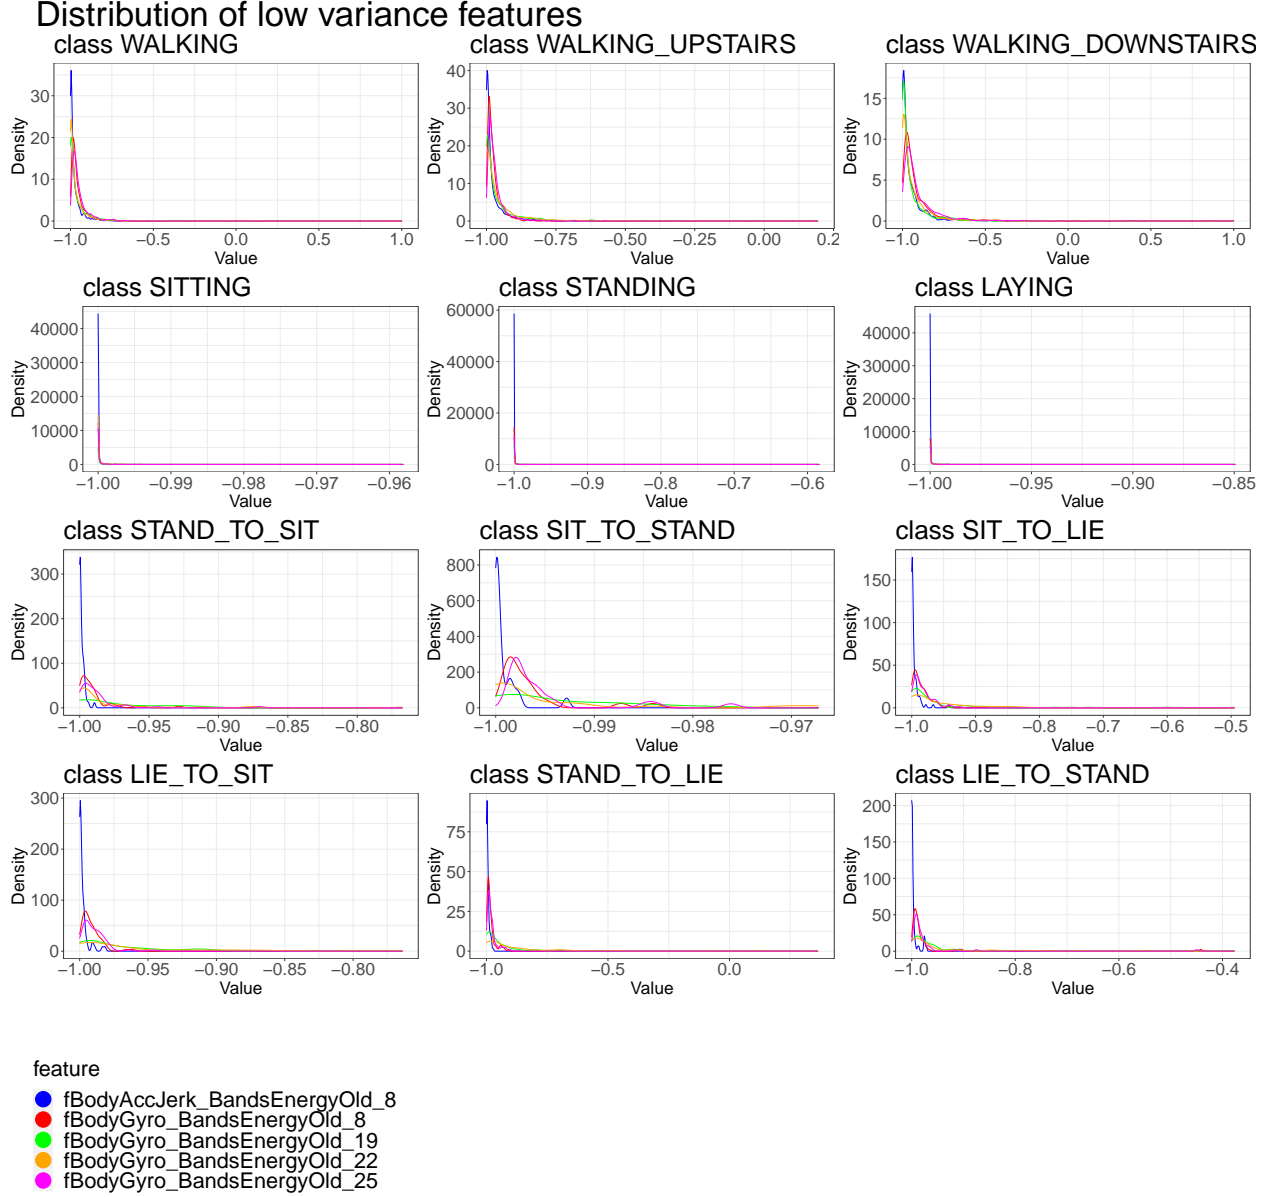 Distribution of low variance features
class WALKING
class WALKING_UPSTAIRS
class WALKING_DOWNSTAIRS
Density
30
20
10
0
−1.0 −0.5 0.0 0.5 1.0
Value
Density
40
30
20
10
0
−1.00 −0.75 −0.50 −0.25 0.00 0.2
Value
Density
15
10
5
0
−1.0 −0.5 0.0 0.5 1.0
Value
class SITTING
class STANDING
class LAYING
Density
40000
30000
20000
10000
0
−1.00 −0.99 −0.98 −0.97 −0.96
Value
Density
60000
40000
20000
0
−1.0 −0.9 −0.8 −0.7 −0.6
Value
Density
40000
30000
20000
10000
0
−1.00 −0.95 −0.90 −0.85
Value
class STAND_TO_SIT
class SIT_TO_STAND
class SIT_TO_LIE
Density
300
200
100
0
−1.00 −0.95 −0.90 −0.85 −0.80
Value
Density
800
600
400
200
0
−1.00 −0.99 −0.98 −0.97
Value
Density
150
100
50
0
−1.0 −0.9 −0.8 −0.7 −0.6 −0.5
Value
class LIE_TO_SIT
class STAND_TO_LIE
class LIE_TO_STAND
Density
300
200
100
0
−1.00 −0.95 −0.90 −0.85 −0.80
Value
Density
75
50
25
0
−1.0 −0.5 0.0
Value
Density
200
150
100
50
0
−1.0 −0.8 −0.6 −0.4
Value
feature
fBodyAccJerk_BandsEnergyOld_8
fBodyGyro_BandsEnergyOld_8
fBodyGyro_BandsEnergyOld_19
fBodyGyro_BandsEnergyOld_22
fBodyGyro_BandsEnergyOld_25